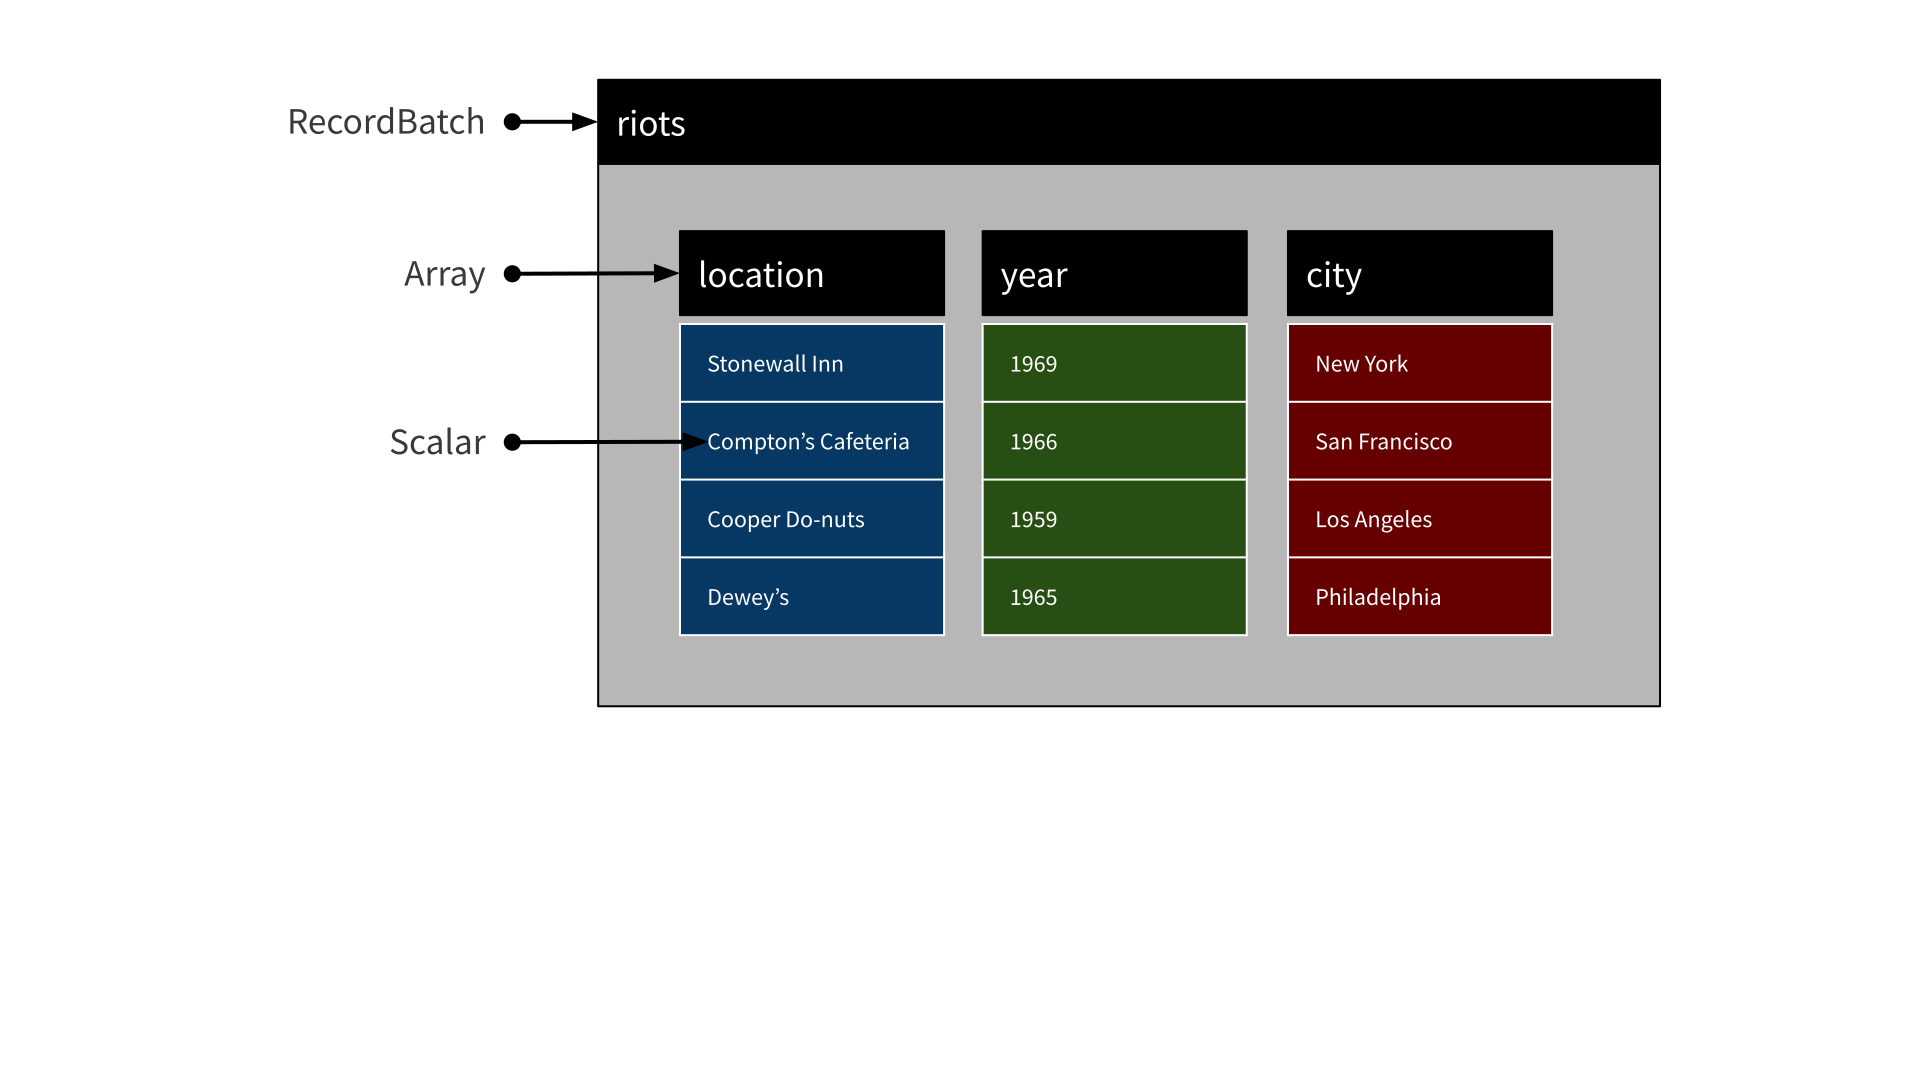 RecordBatch
riots
Array
location
year
city
Stonewall Inn
1969
New York
Scalar
Compton’s Cafeteria
1966
San Francisco
Cooper Do-nuts
1959
Los Angeles
Dewey’s
1965
Philadelphia